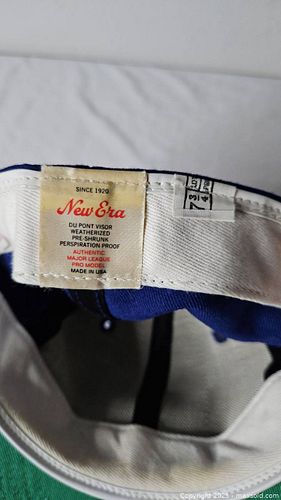 SINCE 1920
New Era
DU PONT VISOR
WEATHERIZED
PRE-SHRUNK
PERSPIRATION PROOF
AUTHENTIC
MAJOR LEAGUE
PRO MODEL
MADE IN USA
Copyright 2023 - maxsold.com